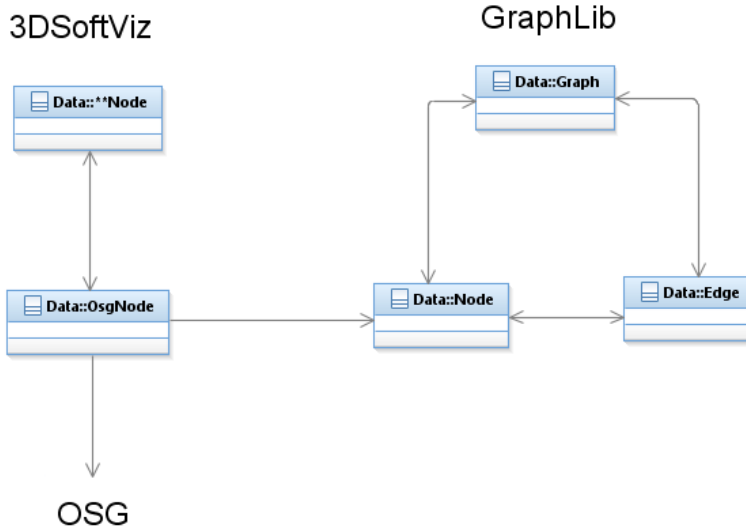 3DSoftViz
GraphLib
Data::**Node
Data::Graph
Data::OsgNode
Data::Node
Data::Edge
OSG